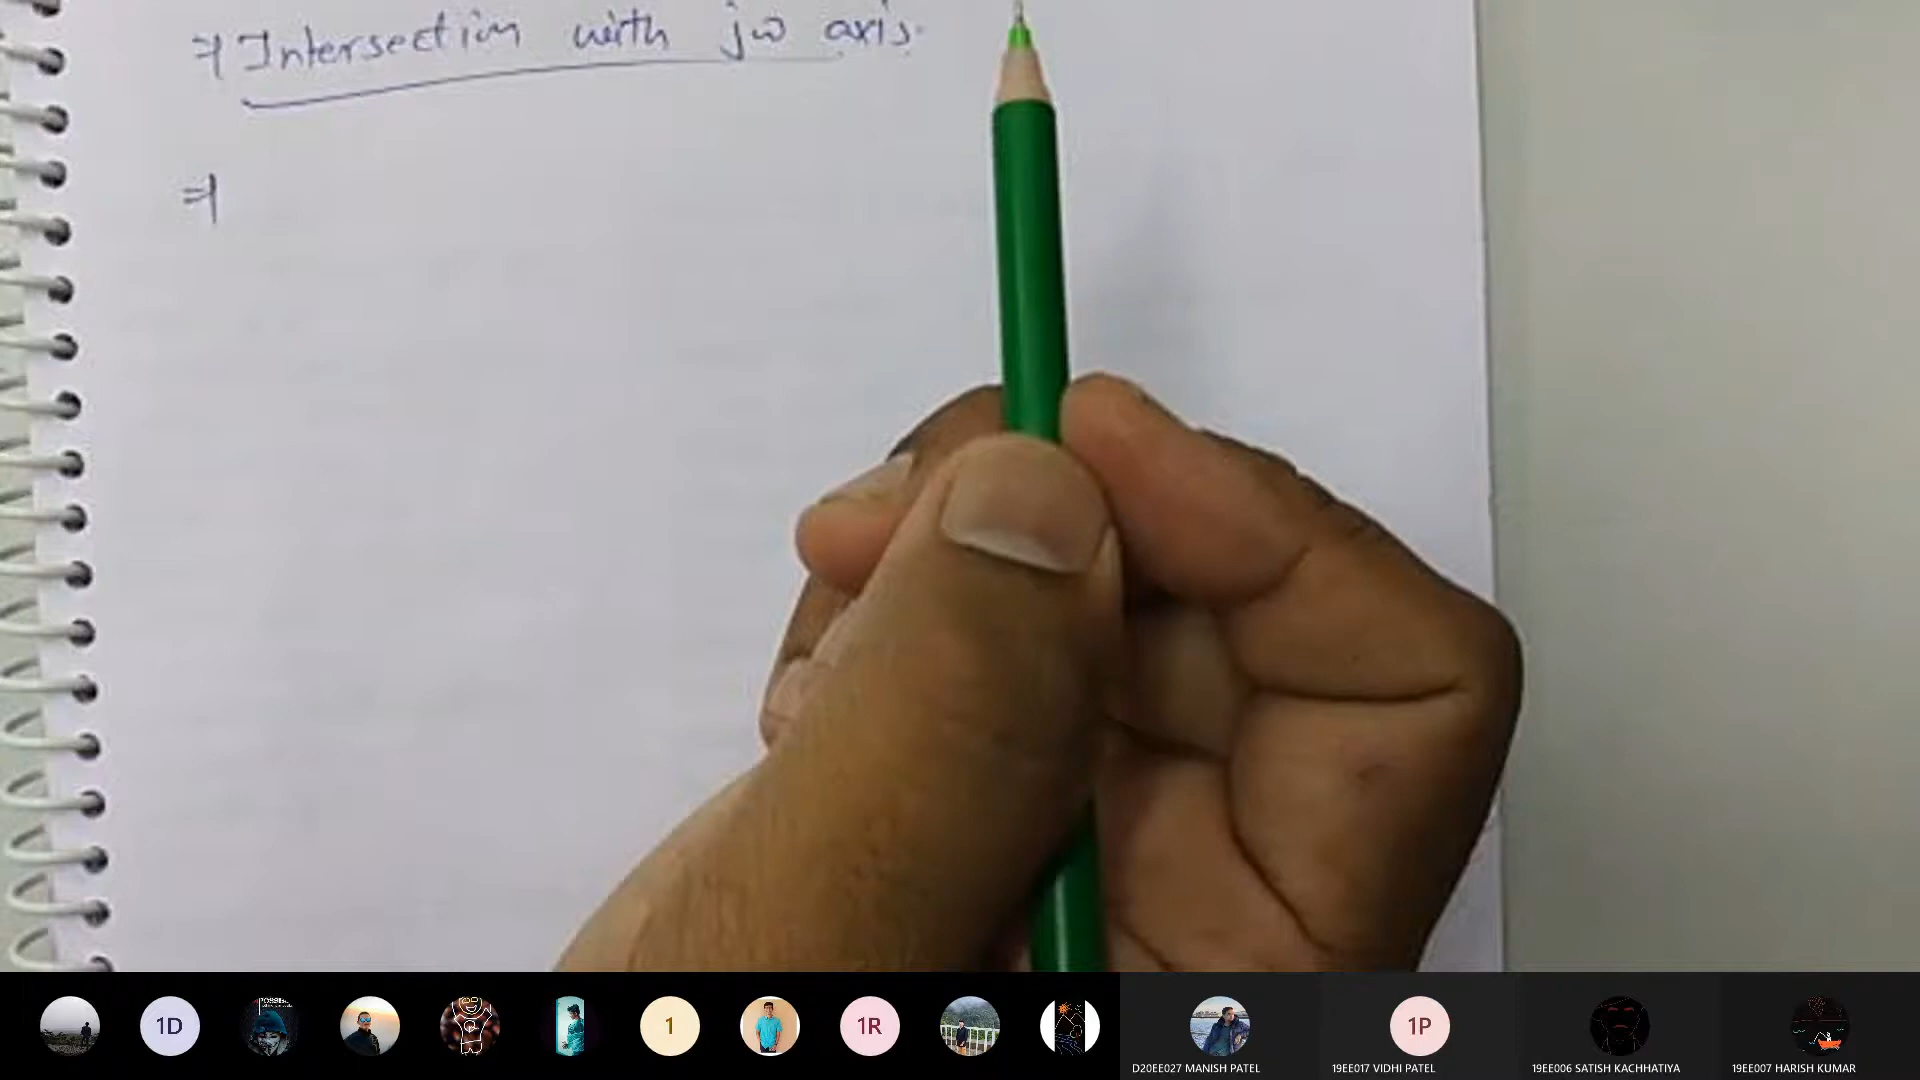 ⇒ Intersection with jω axis.
⇒
POSSIBL
1D
1
1R
1P
D20EE027 MANISH PATEL
19EE017 VIDHI PATEL
19EE006 SATISH KACHHATIYA
19EE007 HARISH KUMAR